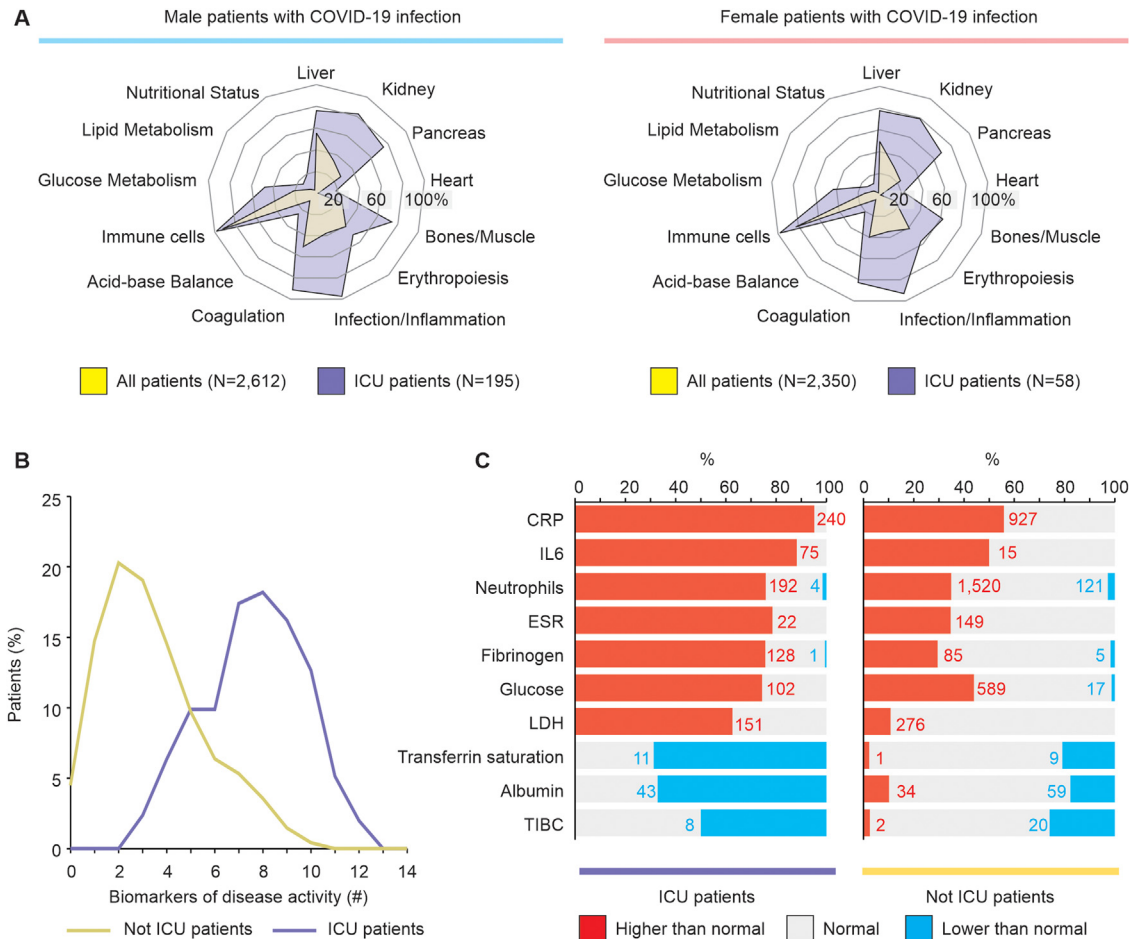 A
Male patients with COVID-19 infection
Female patients with COVID-19 infection
Liver
Kidney
Pancreas
Heart
Bones/Muscle
Erythropoiesis
Infection/Inflammation
Coagulation
Acid-base Balance
Immune cells
Glucose Metabolism
Lipid Metabolism
Nutritional Status
20 60 100%
Liver
Kidney
Pancreas
Heart
Bones/Muscle
Erythropoiesis
Infection/Inflammation
Coagulation
Acid-base Balance
Immune cells
Glucose Metabolism
Lipid Metabolism
Nutritional Status
20 60 100%
All patients (N=2,612) ICU patients (N=195)
All patients (N=2,350) ICU patients (N=58)
B
Patients (%)
25
20
15
10
5
0
0 2 4 6 8 10 12 14
Biomarkers of disease activity (#)
Not ICU patients ICU patients
C
% %
0 20 40 60 80 100 0 20 40 60 80 100
CRP 240 927
IL6 75 15
Neutrophils 192 4 1,520 121
ESR 22 149
Fibrinogen 128 1 85 5
Glucose 102 589 17
LDH 151 276
Transferrin saturation 11 1 9
Albumin 43 34 59
TIBC 8 2 20
ICU patients Not ICU patients
Higher than normal Normal Lower than normal